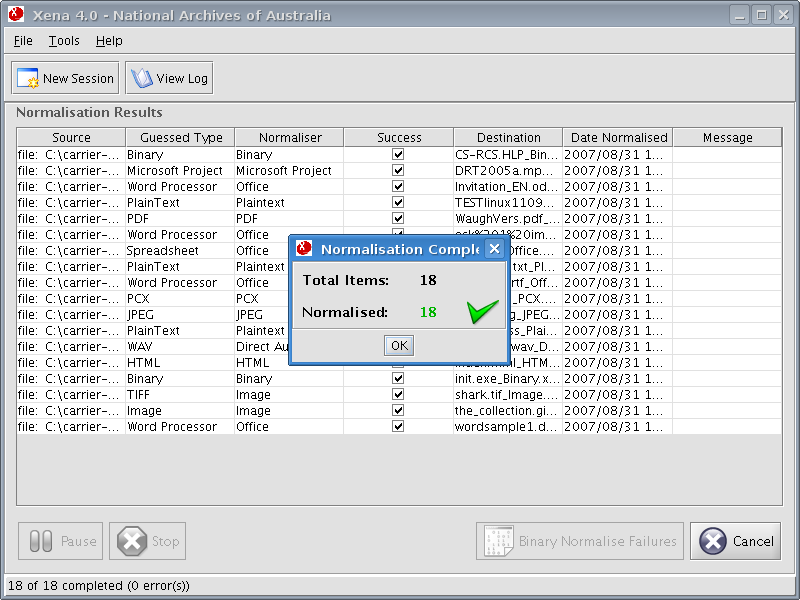 Xena 4.0 - National Archives of Australia
File Tools Help
New Session View Log
Normalisation Results
Source Guessed Type Normaliser Success Destination Date Normalised Message
file: C:\carrier-... Binary Binary CS-RCS.HLP_Bin... 2007/08/31 1...
file: C:\carrier-... Microsoft Project Microsoft Project DRT2005a.mp... 2007/08/31 1...
file: C:\carrier-... Word Processor Office Invitation_EN.od... 2007/08/31 1...
file: C:\carrier-... PlainText Plaintext TESTlinux1109... 2007/08/31 1...
file: C:\carrier-... PDF PDF WaughVers.pdf_... 2007/08/31 1...
file: C:\carrier-... Word Processor Office 2007/08/31 1...
file: C:\carrier-... Spreadsheet Office Office.... 2007/08/31 1...
file: C:\carrier-... PlainText Plaintext txt_Pl... 2007/08/31 1...
file: C:\carrier-... Word Processor Office rtf_Off... 2007/08/31 1...
file: C:\carrier-... PCX PCX _PCX.... 2007/08/31 1...
file: C:\carrier-... JPEG JPEG g_JPEG... 2007/08/31 1...
file: C:\carrier-... PlainText Plaintext ss_Plai... 2007/08/31 1...
file: C:\carrier-... WAV Direct Au wav_D... 2007/08/31 1...
file: C:\carrier-... HTML HTML _HTM... 2007/08/31 1...
file: C:\carrier-... Binary Binary init.exe_Binary.x... 2007/08/31 1...
file: C:\carrier-... TIFF Image shark.tif_Image.... 2007/08/31 1...
file: C:\carrier-... Image Image the_collection.gi... 2007/08/31 1...
file: C:\carrier-... Word Processor Office wordsample1.d... 2007/08/31 1...
Normalisation Comple
Total Items: 18
Normalised: 18
OK
Pause Stop Binary Normalise Failures Cancel
18 of 18 completed (0 error(s))